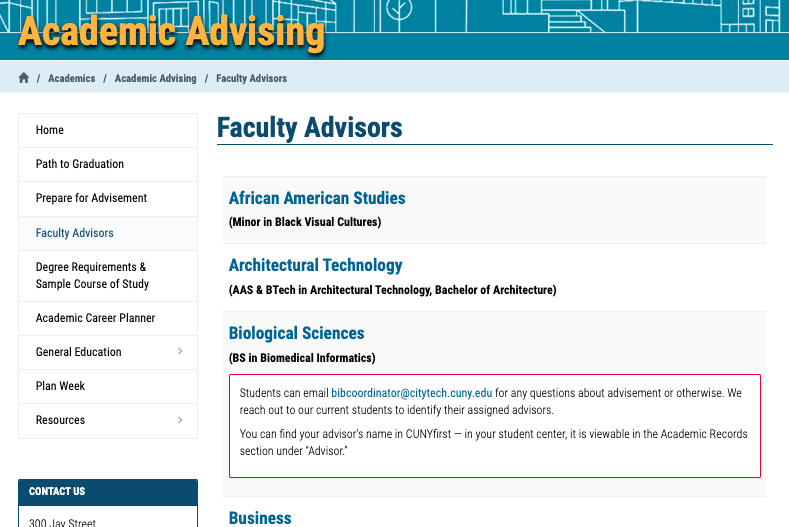 Academic Advising
/ Academics / Academic Advising / Faculty Advisors
Home
Path to Graduation
Prepare for Advisement
Faculty Advisors
Degree Requirements &
Sample Course of Study
Academic Career Planner
General Education
Plan Week
Resources
CONTACT US
300 Jay Street
Faculty Advisors
African American Studies
(Minor in Black Visual Cultures)
Architectural Technology
(AAS & BTech in Architectural Technology, Bachelor of Architecture)
Biological Sciences
(BS in Biomedical Informatics)
Students can email bibcoordinator@citytech.cuny.edu for any questions about advisement or otherwise. We
reach out to our current students to identify their assigned advisors.
You can find your advisor's name in CUNYfirst — in your student center, it is viewable in the Academic Records
section under “Advisor.”
Business